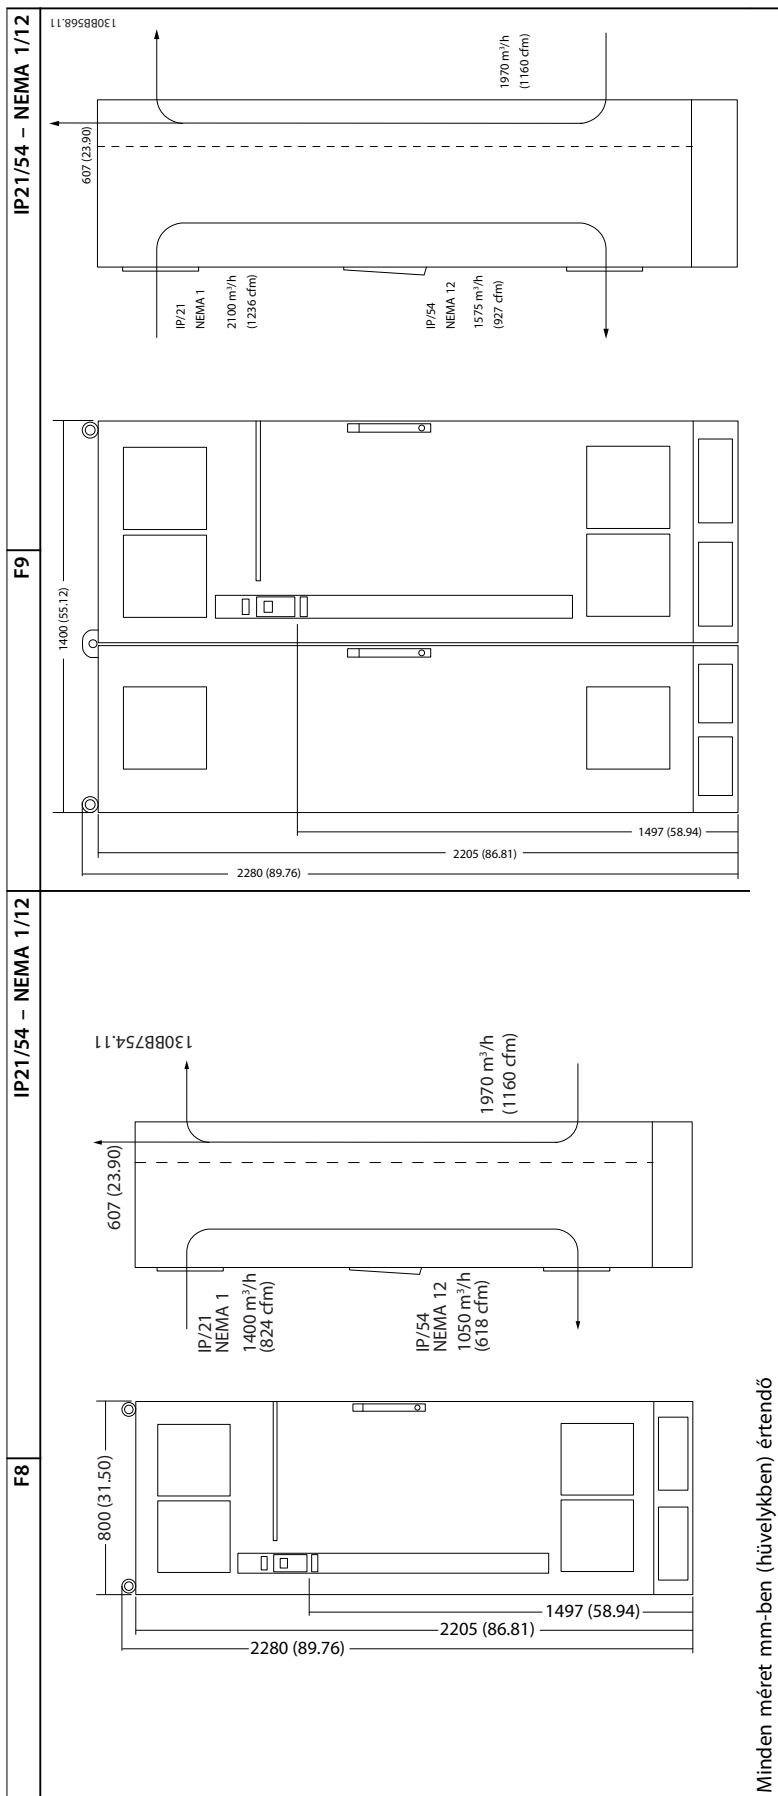 F8
IP21/54 – NEMA 1/12
F9
IP21/54 – NEMA 1/12
130BB754.11
607 (23.90)
1970 m³/h
(1160 cfm)
IP/21
NEMA 1
1400 m³/h
(824 cfm)
IP/54
NEMA 12
1050 m³/h
(618 cfm)
800 (31.50)
1497 (58.94)
2205 (86.81)
2280 (89.76)
130BB568.11
607 (23.90)
1970 m³/h
(1160 cfm)
IP/21
NEMA 1
2100 m³/h
(1236 cfm)
IP/54
NEMA 12
1575 m³/h
(927 cfm)
1400 (55.12)
1497 (58.94)
2205 (86.81)
2280 (89.76)
Minden méret mm-ben (hüvelykben) értendő